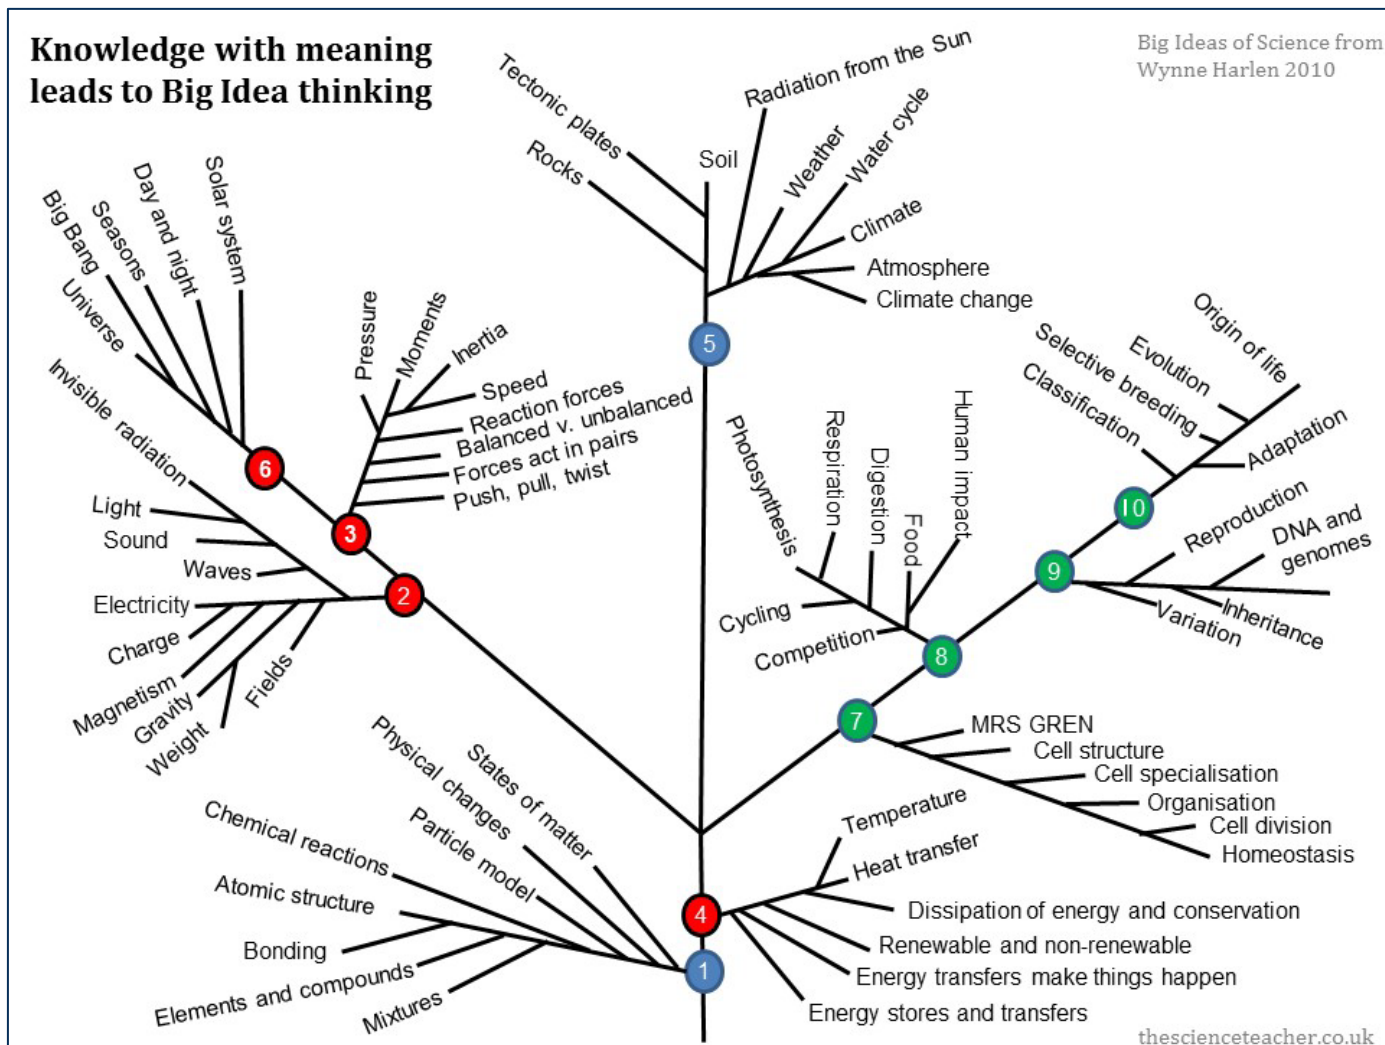 Knowledge with meaning
leads to Big Idea thinking
Big Ideas of Science from
Wynne Harlen 2010
Tectonic plates
Rocks
Soil
Radiation from the Sun
Weather
Water cycle
Climate
Atmosphere
Climate change
5
Universe
Big Bang
Seasons
Day and night
Solar system
6
Pressure
Moments
Inertia
Speed
Reaction forces
Balanced v. unbalanced
Forces act in pairs
Push, pull, twist
3
Invisible radiation
Light
Sound
Waves
Electricity
Charge
Magnetism
Gravity
Weight
Fields
2
Classification
Selective breeding
Evolution
Origin of life
Adaptation
10
Reproduction
DNA and
genomes
Inheritance
Variation
9
Photosynthesis
Respiration
Digestion
Food
Human impact
Cycling
Competition
8
7
MRS GREN
Cell structure
Cell specialisation
Organisation
Cell division
Homeostasis
Temperature
Heat transfer
Dissipation of energy and conservation
Renewable and non-renewable
Energy transfers make things happen
Energy stores and transfers
4
States of matter
Physical changes
Particle model
Chemical reactions
Atomic structure
Bonding
Elements and compounds
Mixtures
1
thescienceteacher.co.uk